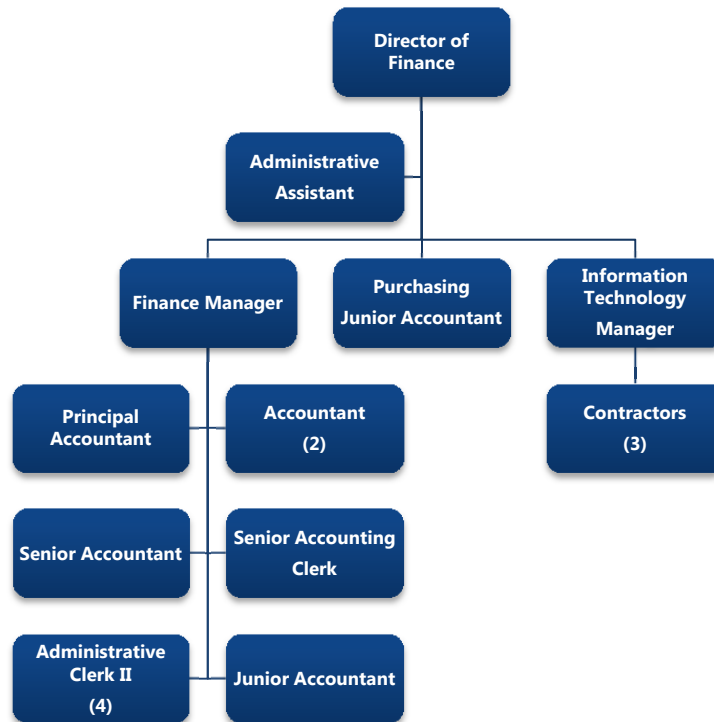 Director of
Finance
Administrative
Assistant
Finance Manager
Purchasing
Junior Accountant
Information
Technology
Manager
Principal
Accountant
Accountant
(2)
Contractors
(3)
Senior Accountant
Senior Accounting
Clerk
Administrative
Clerk II
(4)
Junior Accountant